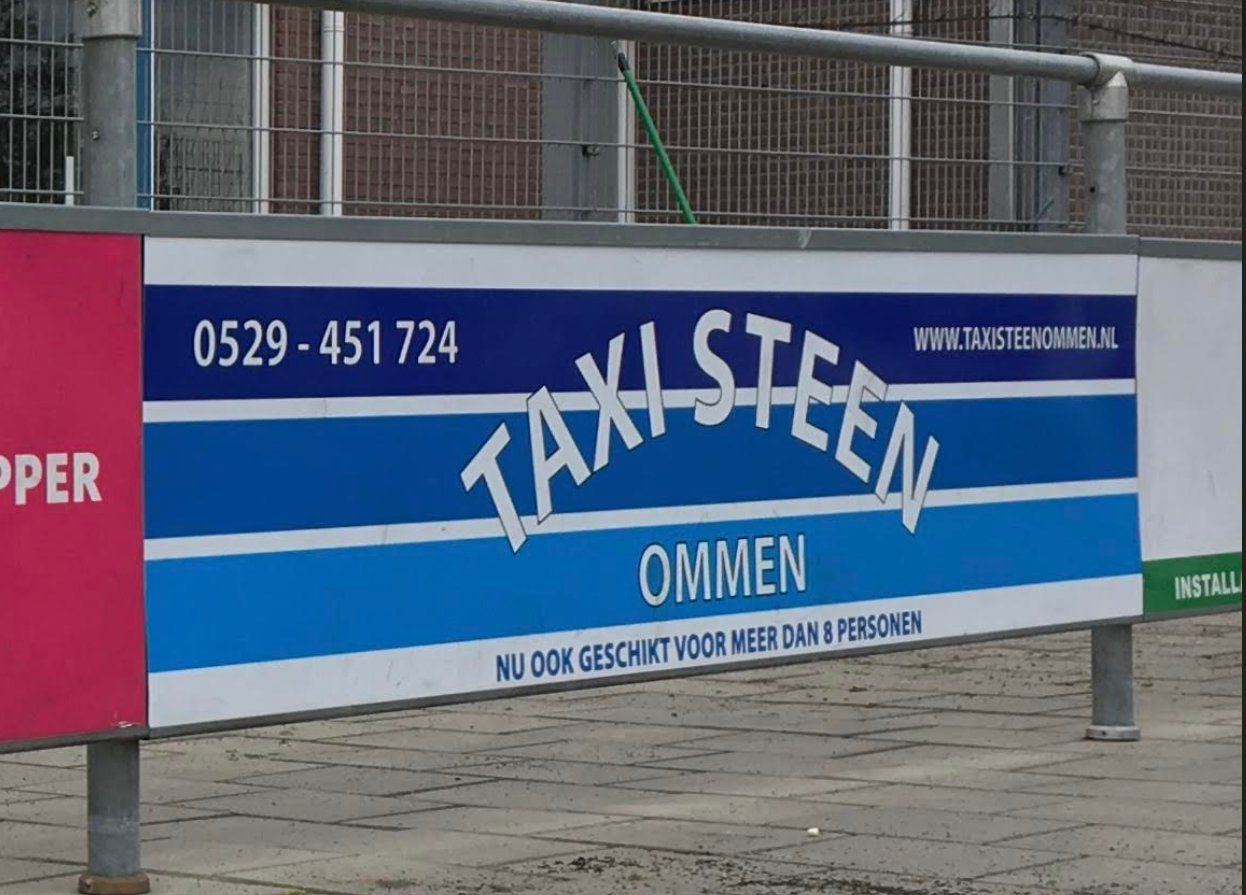 0529 - 451 724
WWW.TAXISTEENOMMEN.NL
TAXI STEEN
OMMEN
NU OOK GESCHIKT VOOR MEER DAN 8 PERSONEN